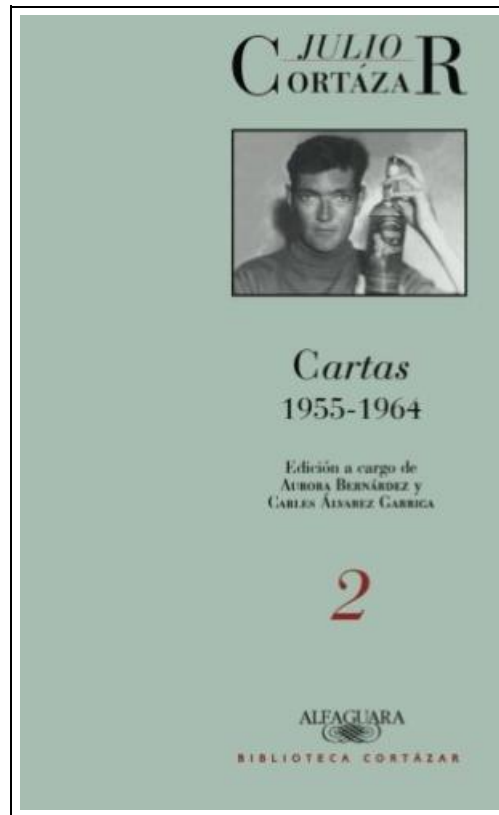 JULIO
CORTÁZAR
Cartas
1955-1964
Edición a cargo de
AURORA BERNÁRDEZ y
CARLES ÁLVAREZ GARRIGA
2
ALFAGUARA
BIBLIOTECA CORTÁZAR